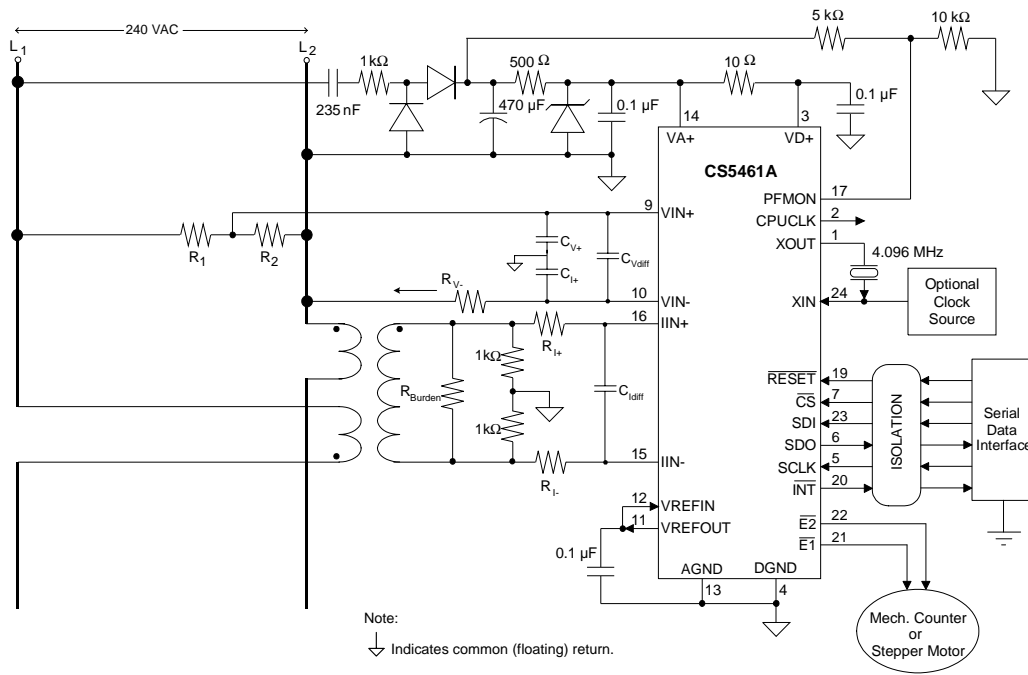 240 VAC
L1
L2
5 kΩ
10 kΩ
1kΩ
500 Ω
10 Ω
235 nF
470 µF
0.1 µF
0.1 µF
14
3
VA+
VD+
CS5461A
9
VIN+
PFMON
17
CPUCLK
2
XOUT
1
4.096 MHz
R1
R2
CV+
CI+
CVdiff
RV-
10
VIN-
XIN
24
Optional
Clock
Source
16
IIN+
RI+
1kΩ
RBurden
CIdiff
1kΩ
RI-
15
IIN-
RESET
19
CS
7
SDI
23
SDO
6
SCLK
5
INT
20
ISOLATION
Serial
Data
Interface
12
VREFIN
11
VREFOUT
E2
22
E1
21
0.1 µF
AGND
DGND
13
4
Mech. Counter
or
Stepper Motor
Note:
Indicates common (floating) return.